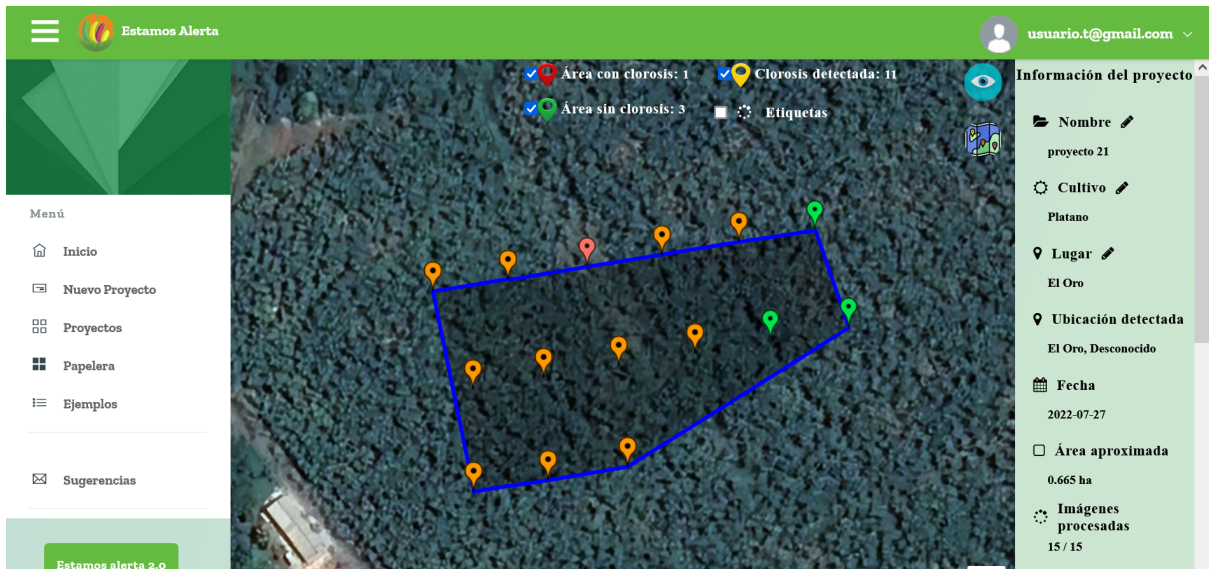 Estamos Alerta
usuario.t@gmail.com
Área con clorosis: 1
Clorosis detectada: 11
Área sin clorosis: 3
Etiquetas
Menú
Inicio
Nuevo Proyecto
Proyectos
Papelera
Ejemplos
Sugerencias
Estamos alerta 2.0
Información del proyecto
Nombre
proyecto 21
Cultivo
Platano
Lugar
El Oro
Ubicación detectada
El Oro, Desconocido
Fecha
2022-07-27
Área aproximada
0.665 ha
Imágenes
procesadas
15 / 15